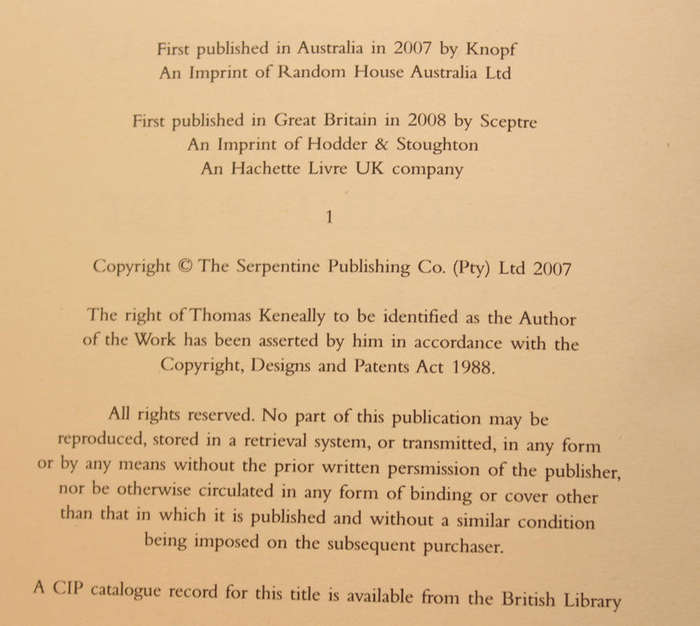 First published in Australia in 2007 by Knopf
An Imprint of Random House Australia Ltd
First published in Great Britain in 2008 by Sceptre
An Imprint of Hodder & Stoughton
An Hachette Livre UK company
1
Copyright © The Serpentine Publishing Co. (Pty) Ltd 2007
The right of Thomas Keneally to be identified as the Author
of the Work has been asserted by him in accordance with the
Copyright, Designs and Patents Act 1988.
All rights reserved. No part of this publication may be
reproduced, stored in a retrieval system, or transmitted, in any form
or by any means without the prior written persmission of the publisher,
nor be otherwise circulated in any form of binding or cover other
than that in which it is published and without a similar condition
being imposed on the subsequent purchaser.
A CIP catalogue record for this title is available from the British Library